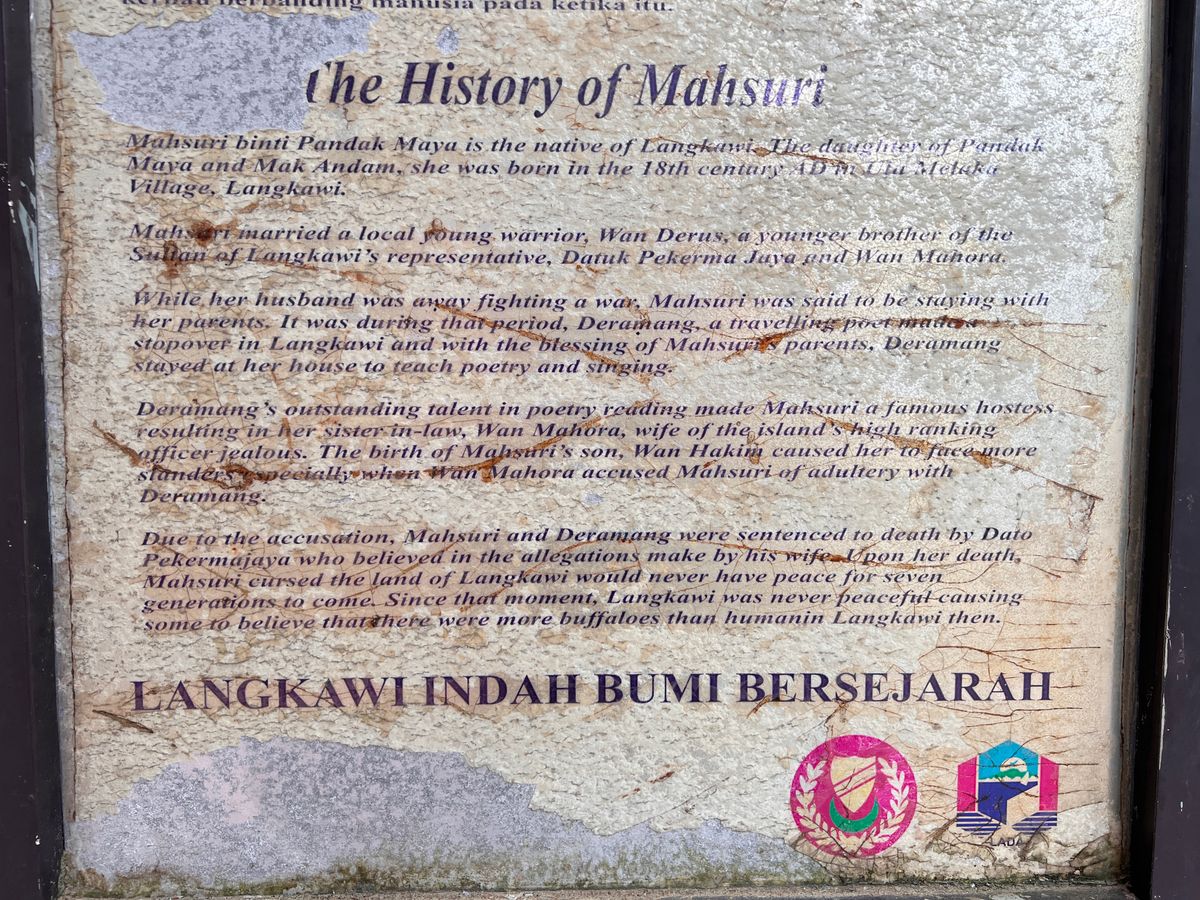 kerbau berbanding manusia pada ketika itu.
The History of Mahsuri
Mahsuri binti Pandak Maya is the native of Langkawi. The daughter of Pandak
Maya and Mak Andam, she was born in the 18th century AD in Ulu Melaka
Village, Langkawi.
Mahsuri married a local young warrior, Wan Derus, a younger brother of the
Sultan of Langkawi's representative, Datuk Pekerma Jaya and Wan Mahora.
While her husband was away fighting a war, Mahsuri was said to be staying with
her parents. It was during that period, Deramang, a travelling poet made a
stopover in Langkawi and with the blessing of Mahsuri's parents, Deramang
stayed at her house to teach poetry and singing.
Deramang's outstanding talent in poetry reading made Mahsuri a famous hostess
resulting in her sister in-law, Wan Mahora, wife of the island's high ranking
officer jealous. The birth of Mahsuri's son, Wan Hakim caused her to face more
slanders especially when Wan Mahora accused Mahsuri of adultery with
Deramang.
Due to the accusation, Mahsuri and Deramang were sentenced to death by Dato
Pekermajaya who believed in the allegations make by his wife. Upon her death,
Mahsuri cursed the land of Langkawi would never have peace for seven
generations to come. Since that moment, Langkawi was never peaceful causing
some to believe that there were more buffaloes than humanin Langkawi then.
LANGKAWI INDAH BUMI BERSEJARAH
LADA